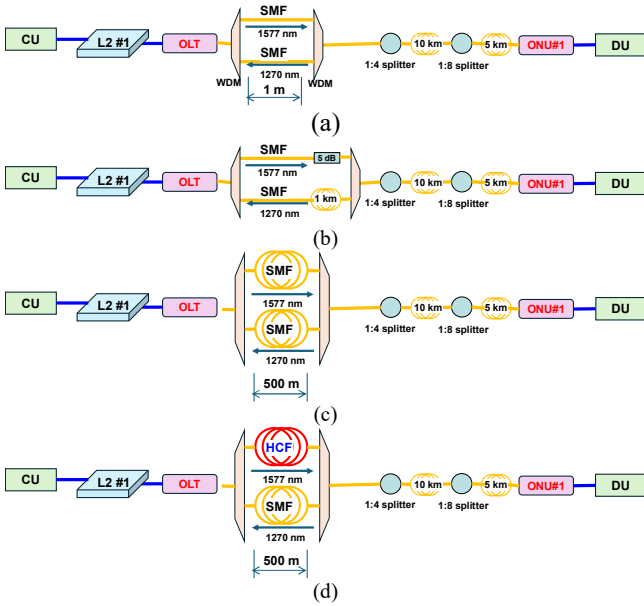 SMF
CU L2 #1 OLT 1577 nm 10 km 5 km ONU#1 DU
SMF
1270 nm 1:4 splitter 1:8 splitter
WDM WDM
1 m
(a)
SMF
5 dB
CU L2 #1 OLT 1577 nm 10 km 5 km ONU#1 DU
SMF 1 km
1270 nm 1:4 splitter 1:8 splitter
(b)
SMF
CU L2 #1 OLT 1577 nm 10 km 5 km ONU#1 DU
SMF 1:4 splitter 1:8 splitter
1270 nm
500 m
(c)
HCF
CU L2 #1 OLT 1577 nm 10 km 5 km ONU#1 DU
SMF 1:4 splitter 1:8 splitter
1270 nm
500 m
(d)